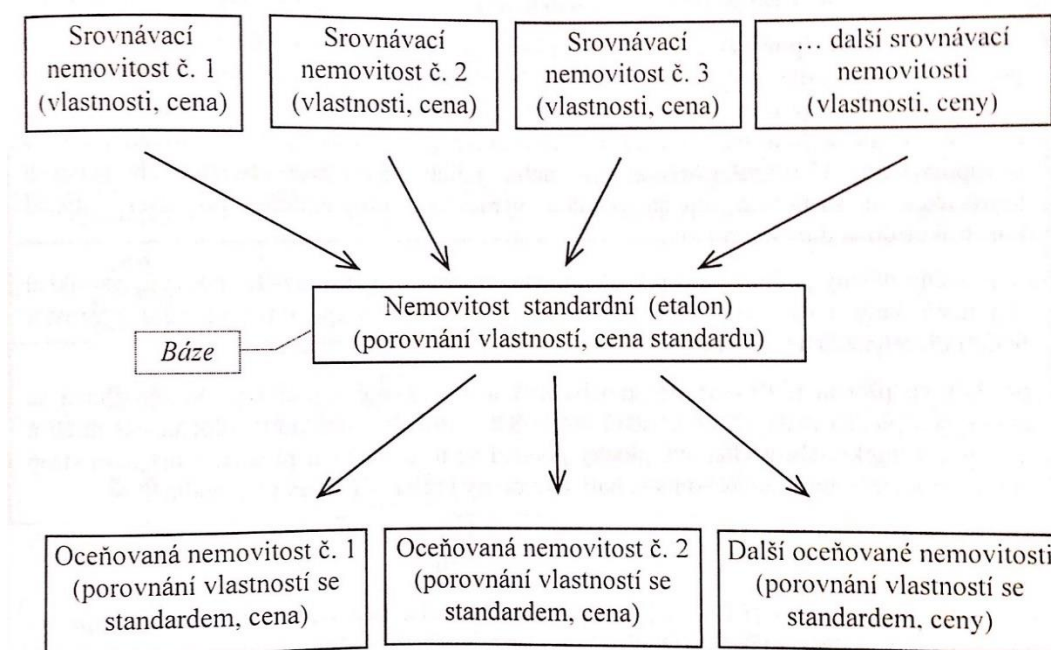 Srovnávací
nemovitost č. 1
(vlastnosti, cena)
Srovnávací
nemovitost č. 2
(vlastnosti, cena)
Srovnávací
nemovitost č. 3
(vlastnosti, cena)
… další srovnávací
nemovitosti
(vlastnosti, ceny)
Nemovitost standardní (etalon)
(porovnání vlastností, cena standardu)
Báze
Oceňovaná nemovitost č. 1
(porovnání vlastností se
standardem, cena)
Oceňovaná nemovitost č. 2
(porovnání vlastností se
standardem, cena)
Další oceňované nemovitosti
(porovnání vlastností se
standardem, ceny)